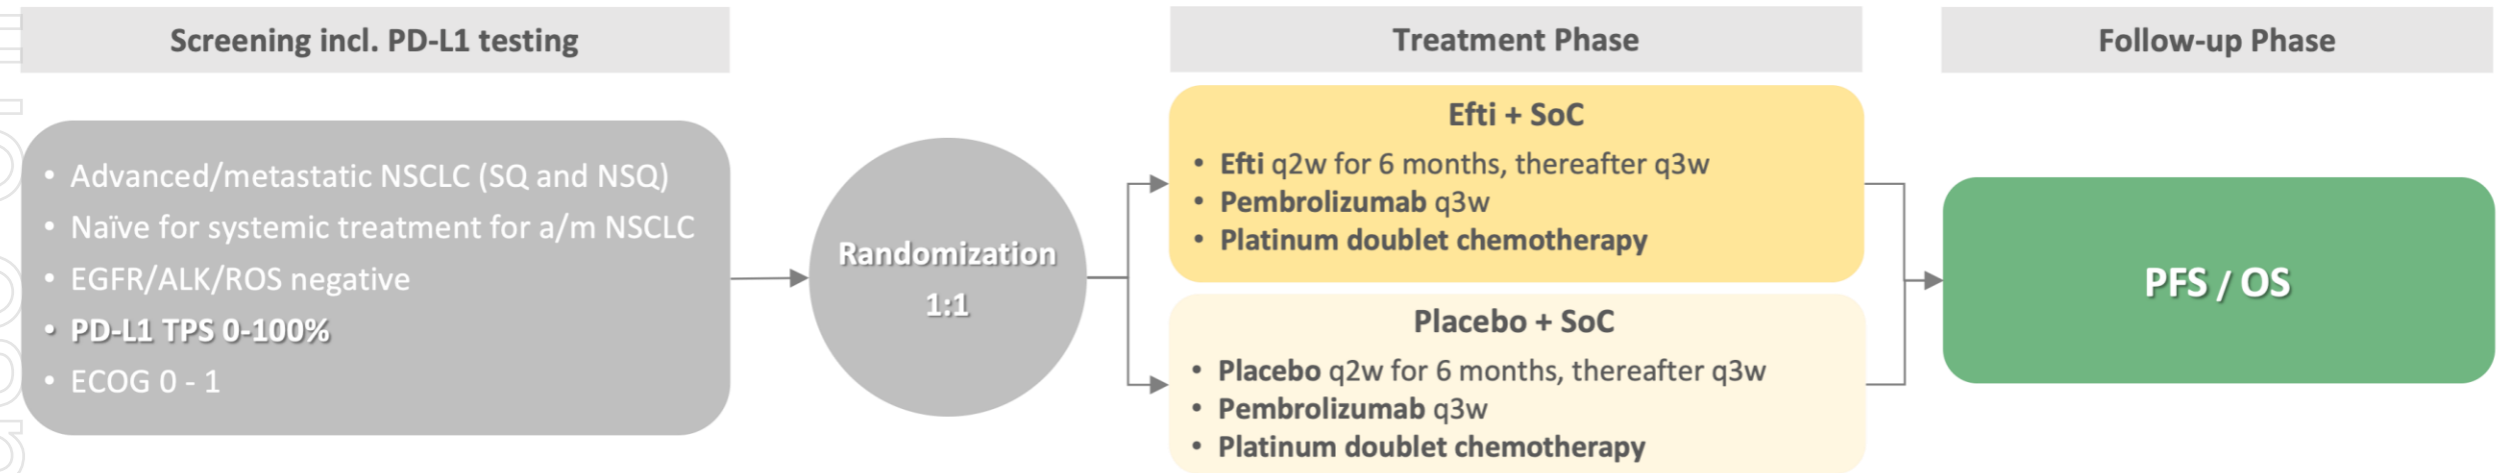 Screening incl. PD-L1 testing
• Advanced/metastatic NSCLC (SQ and NSQ)
• Naïve for systemic treatment for a/m NSCLC
• EGFR/ALK/ROS negative
• PD-L1 TPS 0-100%
• ECOG 0 - 1
Randomization
1:1
Treatment Phase
Efti + SoC
• Efti q2w for 6 months, thereafter q3w
• Pembrolizumab q3w
• Platinum doublet chemotherapy
Placebo + SoC
• Placebo q2w for 6 months, thereafter q3w
• Pembrolizumab q3w
• Platinum doublet chemotherapy
Follow-up Phase
PFS / OS